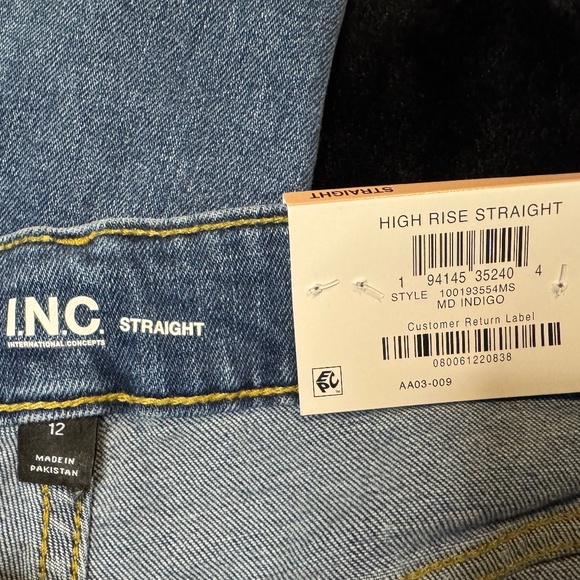 STRAIGHT
HIGH RISE STRAIGHT
1 94145 35240 4
STYLE 100193554MS
MD INDIGO
Customer Return Label
080061220838
AA03-009
I.N.C. STRAIGHT
INTERNATIONAL CONCEPTS
12
MADE IN
PAKISTAN